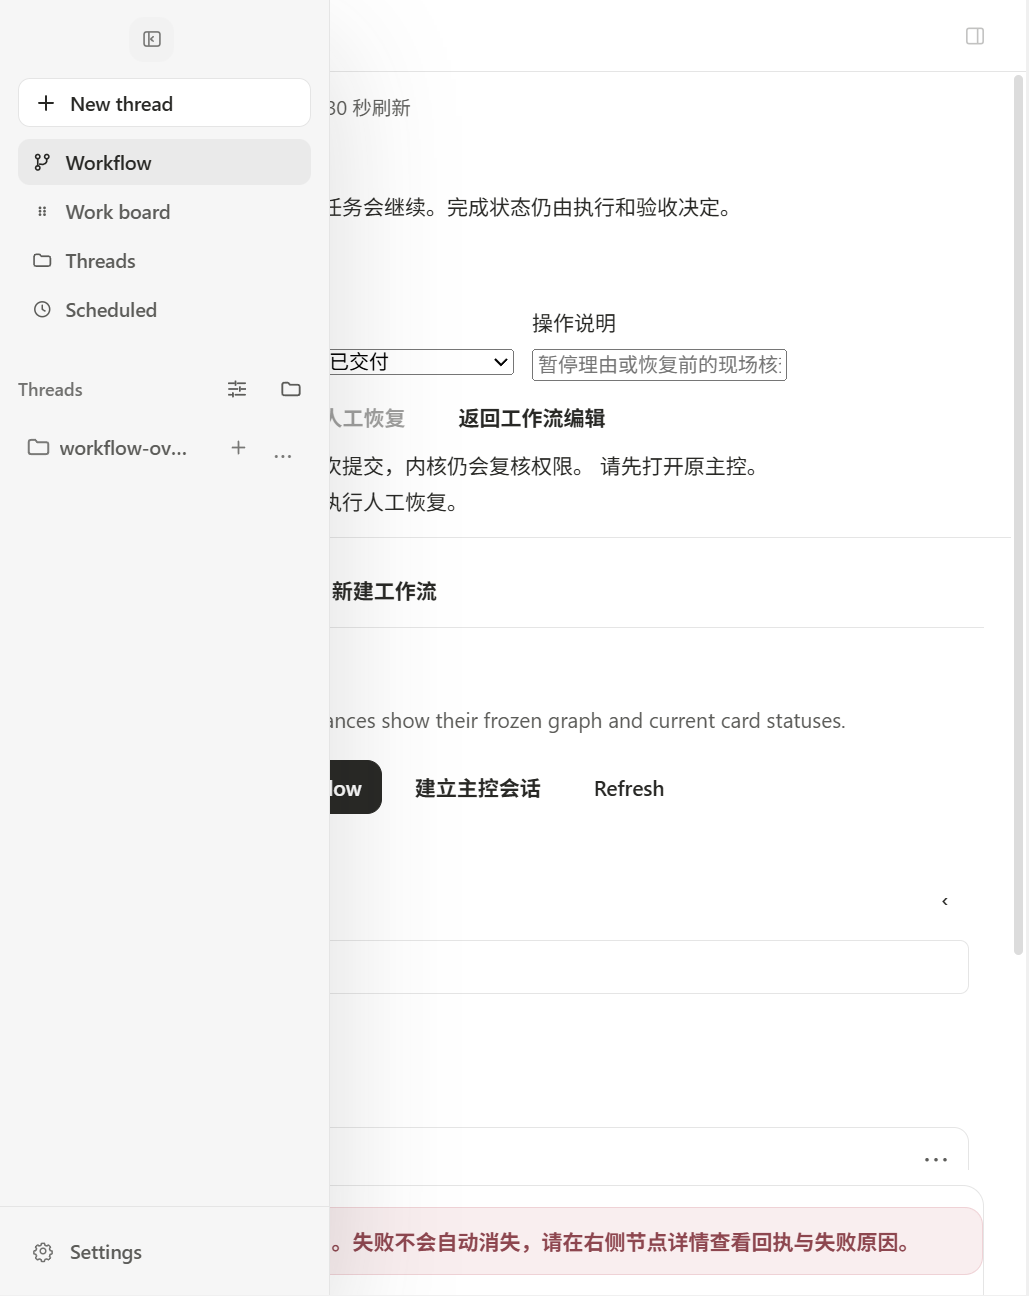 New thread
Workflow
Work board
Threads
Scheduled
Threads
workflow-ov...
Settings
30 秒刷新
任务会继续。完成状态仍由执行和验收决定。
操作说明
已交付
暂停理由或恢复前的现场核
人工恢复
返回工作流编辑
次提交，内核仍会复核权限。 请先打开原主控。
执行人工恢复。
新建工作流
ances show their frozen graph and current card statuses.
low
建立主控会话
Refresh
。失败不会自动消失，请在右侧节点详情查看回执与失败原因。